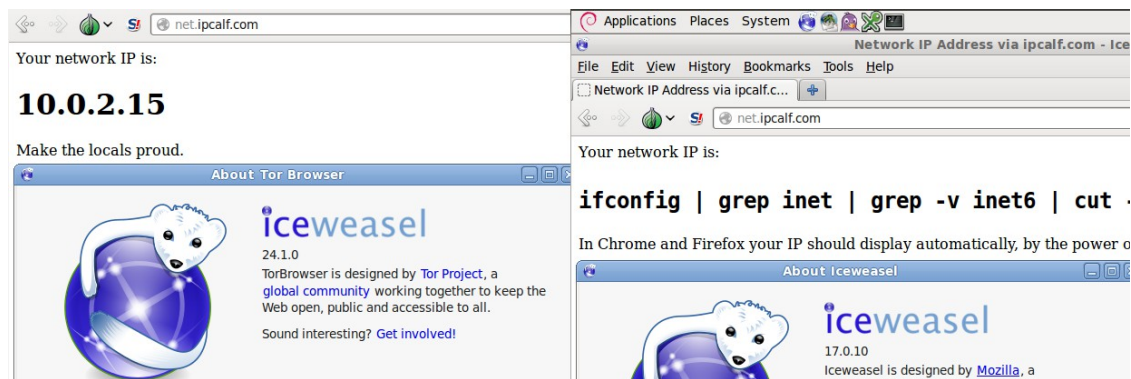 net.ipcalf.com
Your network IP is:
10.0.2.15
Make the locals proud.
About Tor Browser
iceweasel
24.1.0
TorBrowser is designed by Tor Project, a
global community working together to keep the
Web open, public and accessible to all.
Sound interesting? Get involved!
Applications Places System
Network IP Address via ipcalf.com - Ice
File Edit View History Bookmarks Tools Help
Network IP Address via ipcalf.c...
net.ipcalf.com
Your network IP is:
ifconfig | grep inet | grep -v inet6 | cut -
In Chrome and Firefox your IP should display automatically, by the power o
About Iceweasel
iceweasel
17.0.10
Iceweasel is designed by Mozilla, a